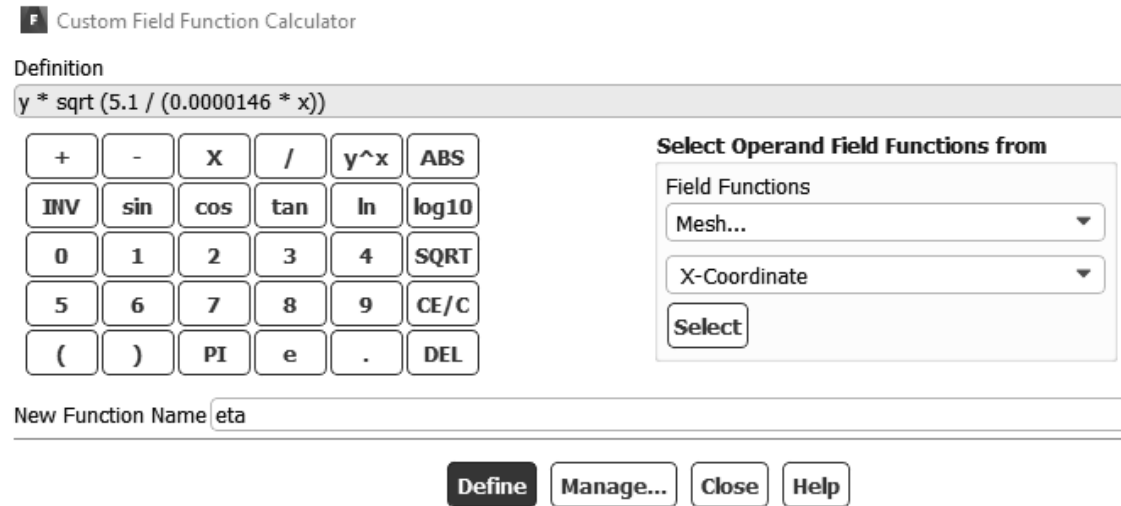 F Custom Field Function Calculator
Definition
y * sqrt (5.1 / (0.0000146 * x))
+ - X / y^x ABS
INV sin cos tan ln log10
0 1 2 3 4 SQRT
5 6 7 8 9 CE/C
( ) PI e . DEL
Select Operand Field Functions from
Field Functions
Mesh...
X-Coordinate
Select
New Function Name eta
Define Manage... Close Help